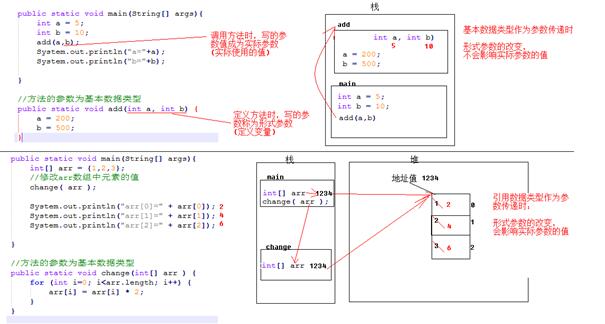 public static void main(String[] args){
int a = 5;
int b = 10;
add(a,b);
System.out.println("a="+a);
System.out.println("b="+b);
}
//方法的参数为基本数据类型
public static void add(int a, int b) {
a = 200;
b = 500;
}
调用方法时，写的参
数值成为实际参数
(实际使用的值)
定义方法时，写的参
数称为形式参数
(定义变量)
栈
add
int a, int b)
5 10
a = 200;
b = 500;
main
int a = 5;
int b = 10;
add(a,b)
基本数据类型作为参数传递时
形式参数的改变，
不会影响实际参数的值
public static void main(String[] args){
int[] arr = {1,2,3};
//修改arr数组中元素的值
change( arr );
System.out.println("arr[0]=" + arr[0]); 2
System.out.println("arr[1]=" + arr[1]); 4
System.out.println("arr[2]=" + arr[2]); 6
}
//方法的参数为基本数据类型
public static void change(int[] arr ) {
for (int i=0; i<arr.length; i++) {
arr[i] = arr[i] * 2;
}
}
栈
main
int[] arr 1234
change( arr );
change
int[] arr 1234
堆
地址值 1234
1 2 0
2 4 1
3 6 2
引用数据类型作为参
数传递时，
形式参数的改变，
会影响实际参数的值